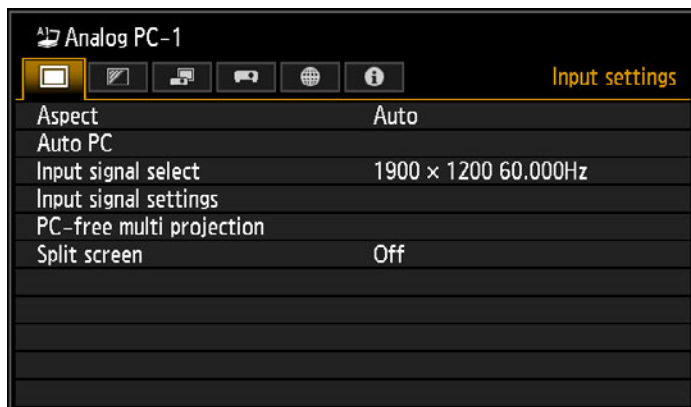 Analog PC-1
Input settings
Aspect Auto
Auto PC
Input signal select 1900 × 1200 60.000Hz
Input signal settings
PC-free multi projection
Split screen Off